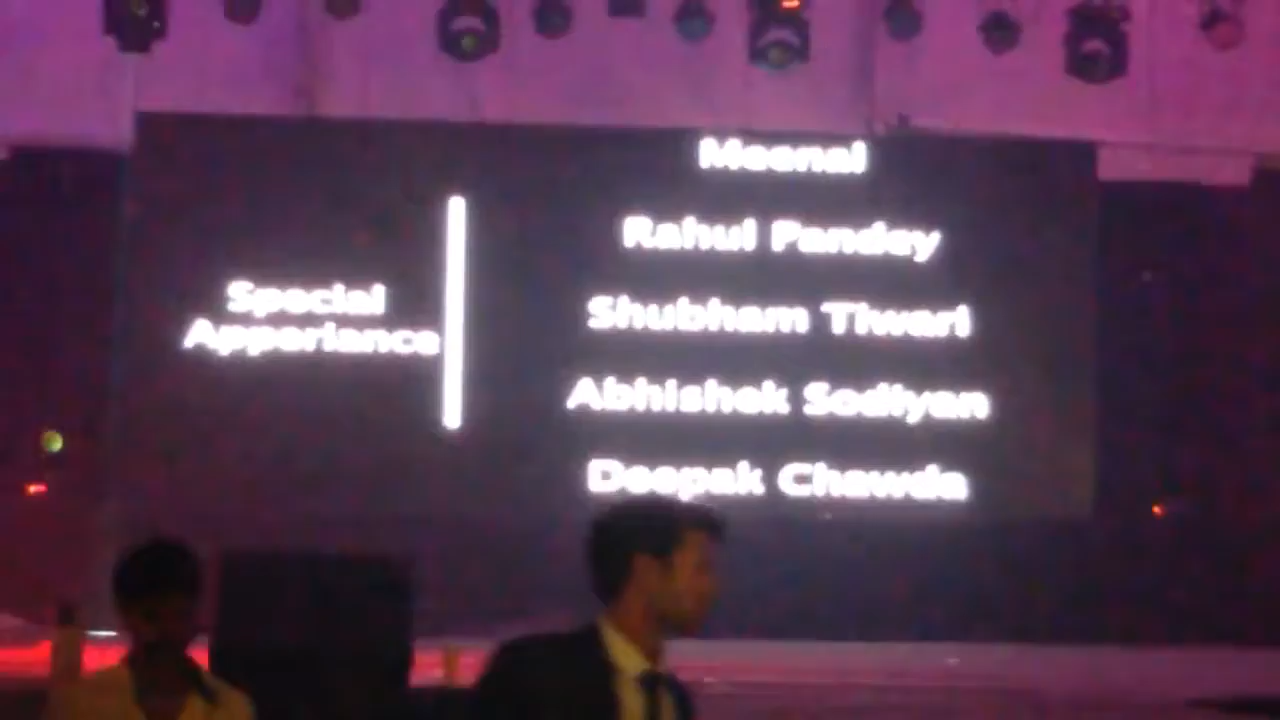 Special
Apperiance
Meenal
Rahul Pandey
Shubham Tiwari
Abhishek Sodiyan
Deepak Chawda